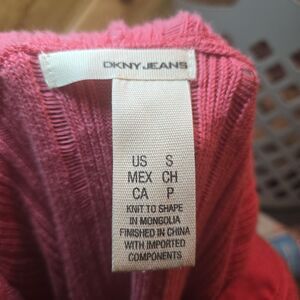 DKNY JEANS
US S
MEX CH
CA P
KNIT TO SHAPE
IN MONGOLIA
FINISHED IN CHINA
WITH IMPORTED
COMPONENTS